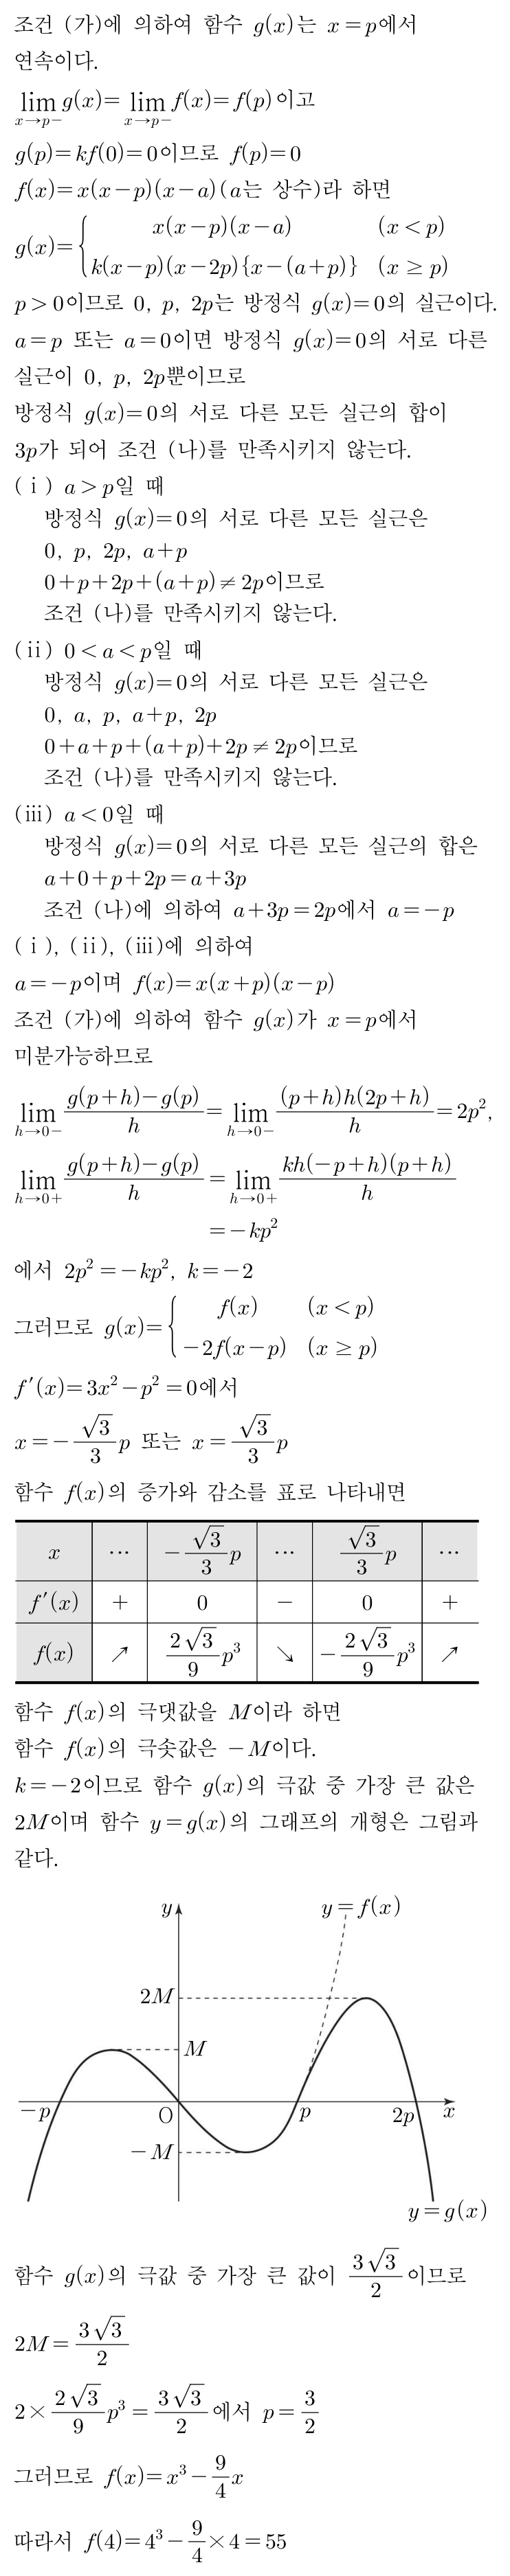 조건 (가)에 의하여 함수 g(x)는 x=p에서
연속이다.
lim_{x→p−} g(x)= lim_{x→p−} f(x)=f(p)이고
g(p)=kf(0)=0이므로 f(p)=0
f(x)=x(x−p)(x−a)(a는 상수)라 하면
g(x)={ x(x−p)(x−a) (x<p)
k(x−p)(x−2p){x−(a+p)} (x≥p)
p>0이므로 0, p, 2p는 방정식 g(x)=0의 실근이다.
a=p 또는 a=0이면 방정식 g(x)=0의 서로 다른
실근이 0, p, 2p뿐이므로
방정식 g(x)=0의 서로 다른 모든 실근의 합이
3p가 되어 조건 (나)를 만족시키지 않는다.
(ⅰ) a>p일 때
방정식 g(x)=0의 서로 다른 모든 실근은
0, p, 2p, a+p
0+p+2p+(a+p)≠2p이므로
조건 (나)를 만족시키지 않는다.
(ⅱ) 0<a<p일 때
방정식 g(x)=0의 서로 다른 모든 실근은
0, a, p, a+p, 2p
0+a+p+(a+p)+2p≠2p이므로
조건 (나)를 만족시키지 않는다.
(ⅲ) a<0일 때
방정식 g(x)=0의 서로 다른 모든 실근의 합은
a+0+p+2p=a+3p
조건 (나)에 의하여 a+3p=2p에서 a=−p
(ⅰ), (ⅱ), (ⅲ)에 의하여
a=−p이며 f(x)=x(x+p)(x−p)
조건 (가)에 의하여 함수 g(x)가 x=p에서
미분가능하므로
lim_{h→0−} (g(p+h)−g(p))/h = lim_{h→0−} ((p+h)h(2p+h))/h =2p²,
lim_{h→0+} (g(p+h)−g(p))/h = lim_{h→0+} (kh(−p+h)(p+h))/h
=−kp²
에서 2p²=−kp², k=−2
그러므로 g(x)={ f(x) (x<p)
−2f(x−p) (x≥p)
f′(x)=3x²−p²=0에서
x=−(√3/3)p 또는 x=(√3/3)p
함수 f(x)의 증가와 감소를 표로 나타내면
x ⋯ −(√3/3)p ⋯ (√3/3)p ⋯
f′(x) + 0 − 0 +
f(x) ↗ (2√3/9)p³ ↘ −(2√3/9)p³ ↗
함수 f(x)의 극댓값을 M이라 하면
함수 f(x)의 극솟값은 −M이다.
k=−2이므로 함수 g(x)의 극값 중 가장 큰 값은
2M이며 함수 y=g(x)의 그래프의 개형은 그림과
같다.
y y=f(x)
2M
M
−p O p 2p x
−M
y=g(x)
함수 g(x)의 극값 중 가장 큰 값이 3√3/2이므로
2M=3√3/2
2×(2√3/9)p³=3√3/2에서 p=3/2
그러므로 f(x)=x³−(9/4)x
따라서 f(4)=4³−(9/4)×4=55